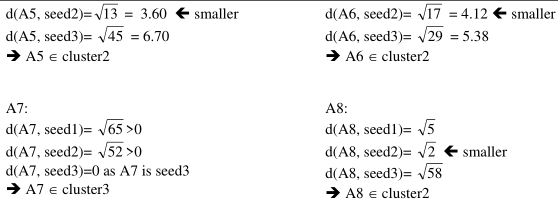 d(A5, seed2)= √13 = 3.60 🡸 smaller
d(A5, seed3)= √45 = 6.70
➔ A5 ∈ cluster2
d(A6, seed2)= √17 = 4.12 🡸 smaller
d(A6, seed3)= √29 = 5.38
➔ A6 ∈ cluster2
A7:
d(A7, seed1)= √65 >0
d(A7, seed2)= √52 >0
d(A7, seed3)=0 as A7 is seed3
➔ A7 ∈ cluster3
A8:
d(A8, seed1)= √5
d(A8, seed2)= √2 🡸 smaller
d(A8, seed3)= √58
➔ A8 ∈ cluster2